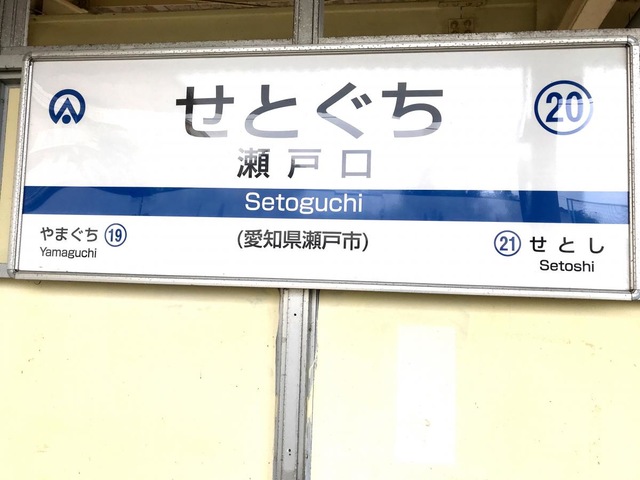 せとぐち
20
瀬戸口
Setoguchi
やまぐち 19
Yamaguchi
(愛知県瀬戸市)
21 せとし
Setoshi